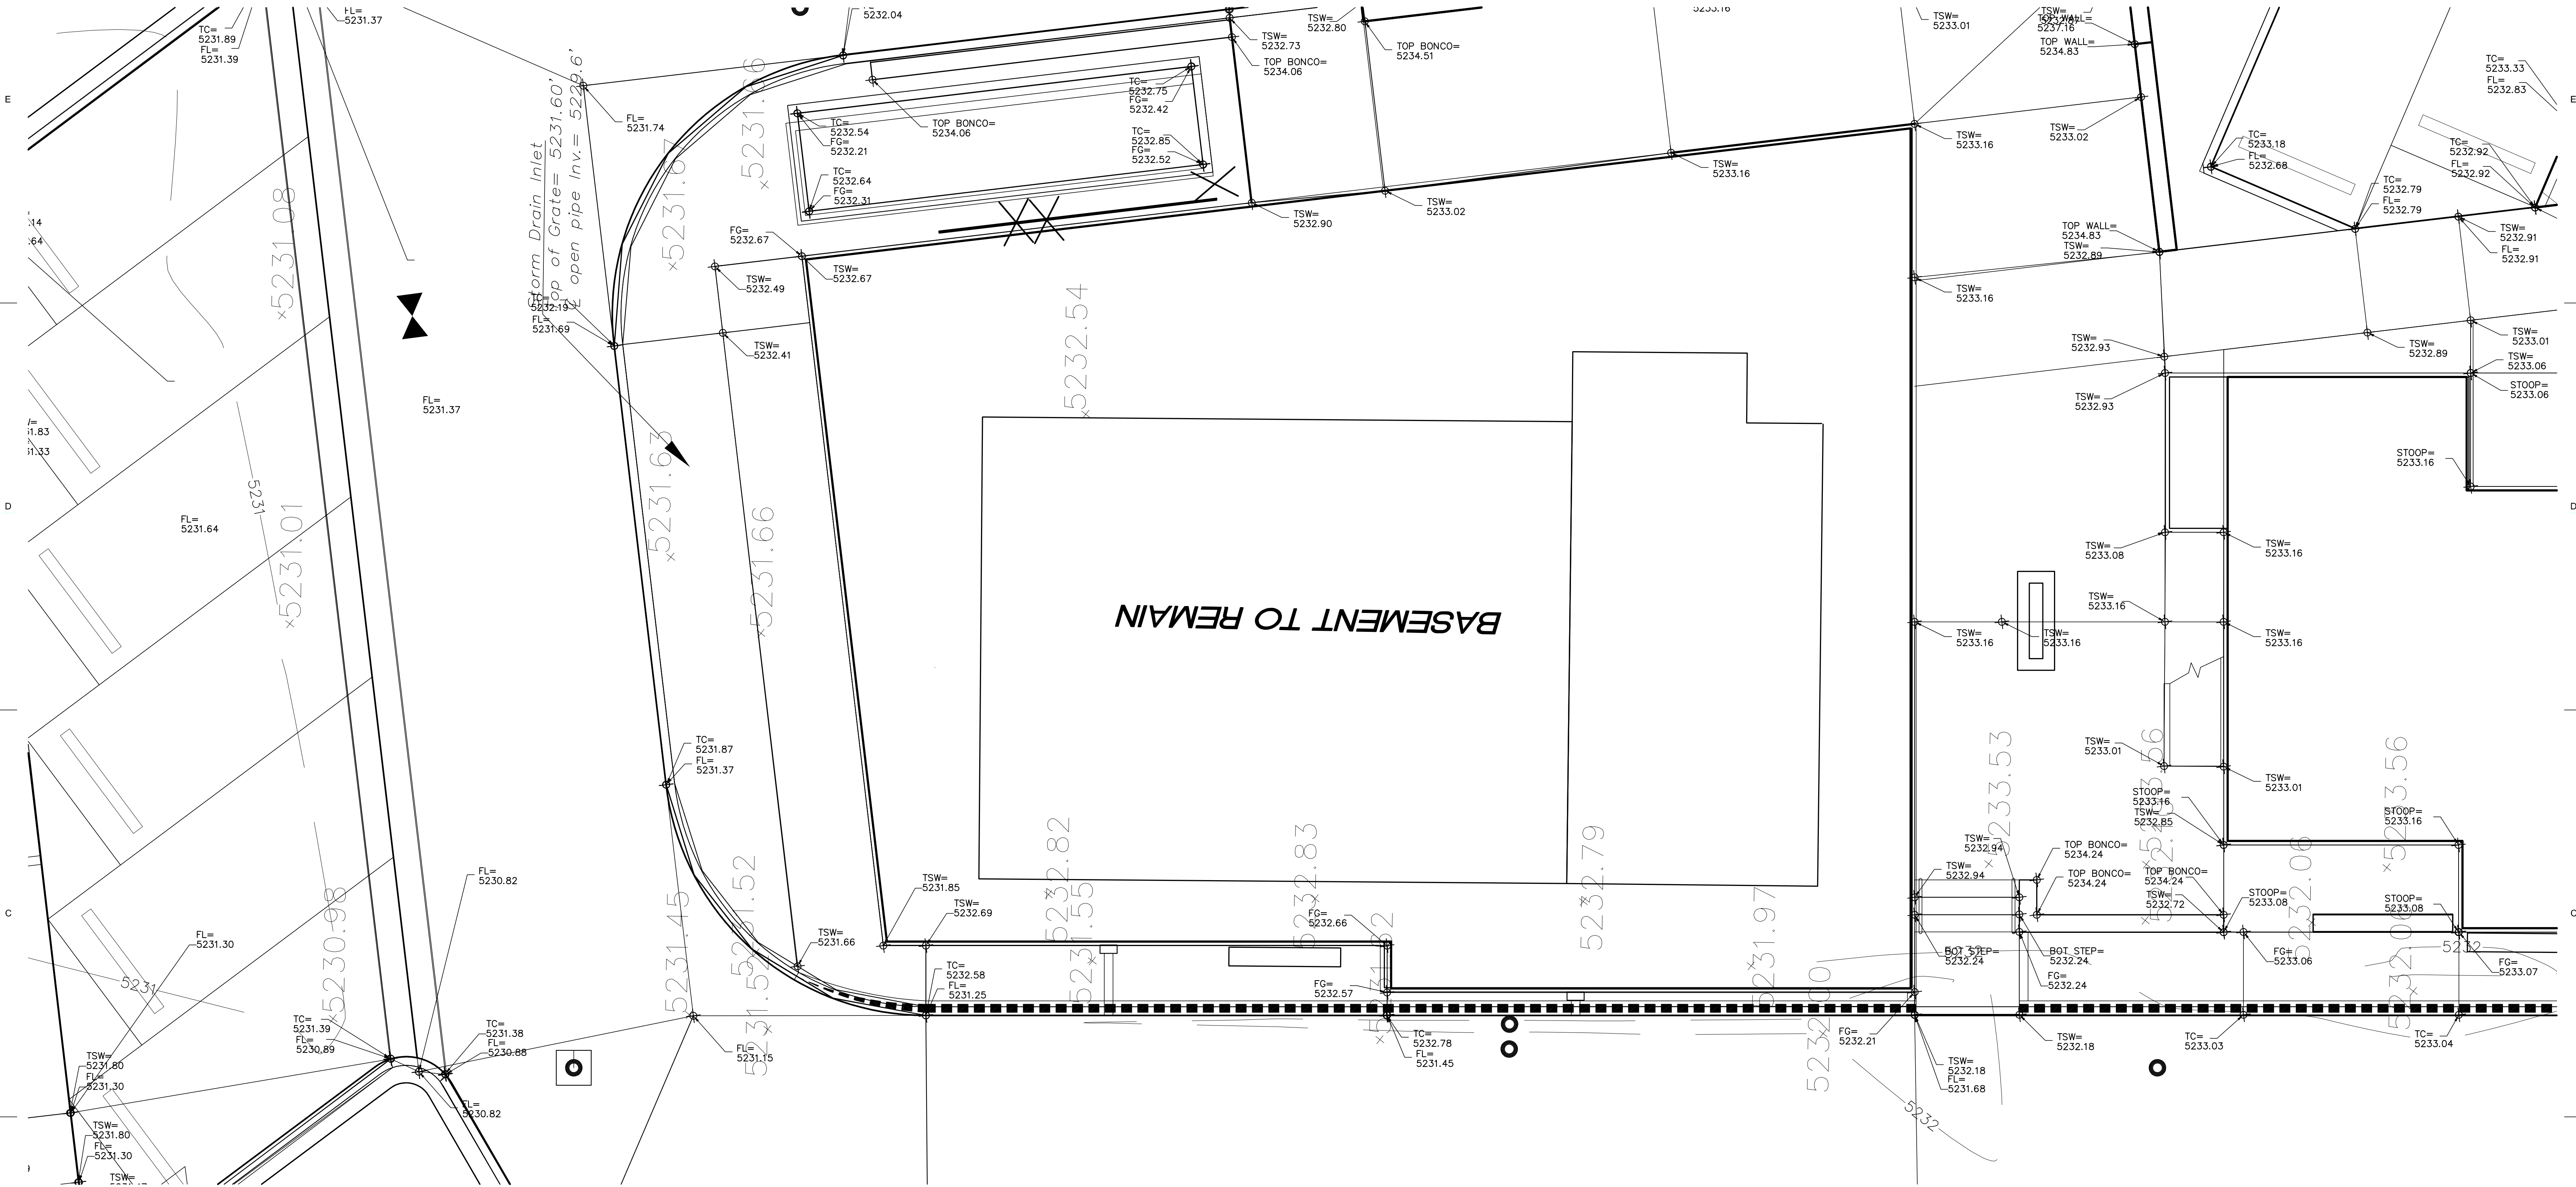 TC=
5231.89
FL=
5231.39
FL=
5231.37
5232.04
TSW=
5232.80
TSW=
5232.73
TOP BONCO=
5234.06
TOP BONCO=
5234.51
5233.16
TSW=
5233.01
TSW=
5237.16
TOP WALL=
5234.83
TC=
5233.33
FL=
5232.83
E
E
FL=
5231.74
Storm Drain Inlet
Top of Grate= 5231.60'
open pipe Inv.= 5229.6'
5231.66
5231.67
TC=
5232.54
FG=
5232.21
TOP BONCO=
5234.06
TC=
5232.75
FG=
5232.42
TC=
5232.85
FG=
5232.52
TC=
5232.64
FG=
5232.31
TSW=
5233.16
TSW=
5233.16
TSW=
5233.02
TC=
5233.18
FL=
5232.68
TC=
5232.92
FL=
5232.92
TC=
5232.79
FL=
5232.79
5231.08
FG=
5232.67
TSW=
5232.67
TSW=
5232.49
TSW=
5232.90
TSW=
5233.02
TOP WALL=
5234.83
TSW=
5232.89
TSW=
5232.91
FL=
5232.91
TC=
5232.19
FL=
5231.69
TSW=
5232.41
5232.54
TSW=
5233.16
TSW=
5232.93
TSW=
5232.89
TSW=
5233.01
TSW=
5233.06
STOOP=
5233.06
TSW=
5232.93
FL=
5231.37
STOOP=
5233.16
D
D
5231
FL=
5231.64
5231.01
5231.63
5231.66
TSW=
5233.08
TSW=
5233.16
BASEMENT TO REMAIN
TSW=
5233.16
TSW=
5233.16
TSW=
5233.16
TSW=
5233.16
TC=
5231.87
FL=
5231.37
TSW=
5233.01
TSW=
5233.01
5233.53
5233.56
STOOP=
5233.16
TSW=
5232.85
STOOP=
5233.16
FL=
5230.82
TSW=
5231.85
TSW=
5232.69
5232.82
5232.83
5232.79
TSW=
5232.94
TSW=
5232.94
TOP BONCO=
5234.24
TOP BONCO=
5234.24
TOP BONCO=
5234.24
TSW=
5232.72
STOOP=
5233.08
STOOP=
5233.08
C
C
FL=
5231.30
5230.98
5231.45
5231.52
5231.52
TSW=
5231.66
5231.55
FG=
5232.66
5231.97
5232.06
BOT STEP=
5232.24
BOT STEP=
5232.24
FG=
5232.24
FG=
5233.06
5232
FG=
5233.07
5231
TC=
5232.58
FL=
5231.25
FG=
5232.57
TC=
5231.39
FL=
5230.89
TC=
5231.38
FL=
5230.88
FL=
5231.15
TC=
5232.78
FL=
5231.45
FG=
5232.21
TSW=
5232.18
TC=
5233.03
TC=
5233.04
TSW=
5231.80
FL=
5231.30
TSW=
5232.18
FL=
5231.68
FL=
5230.82
5232
TSW=
5231.80
FL=
5231.30
TSW=